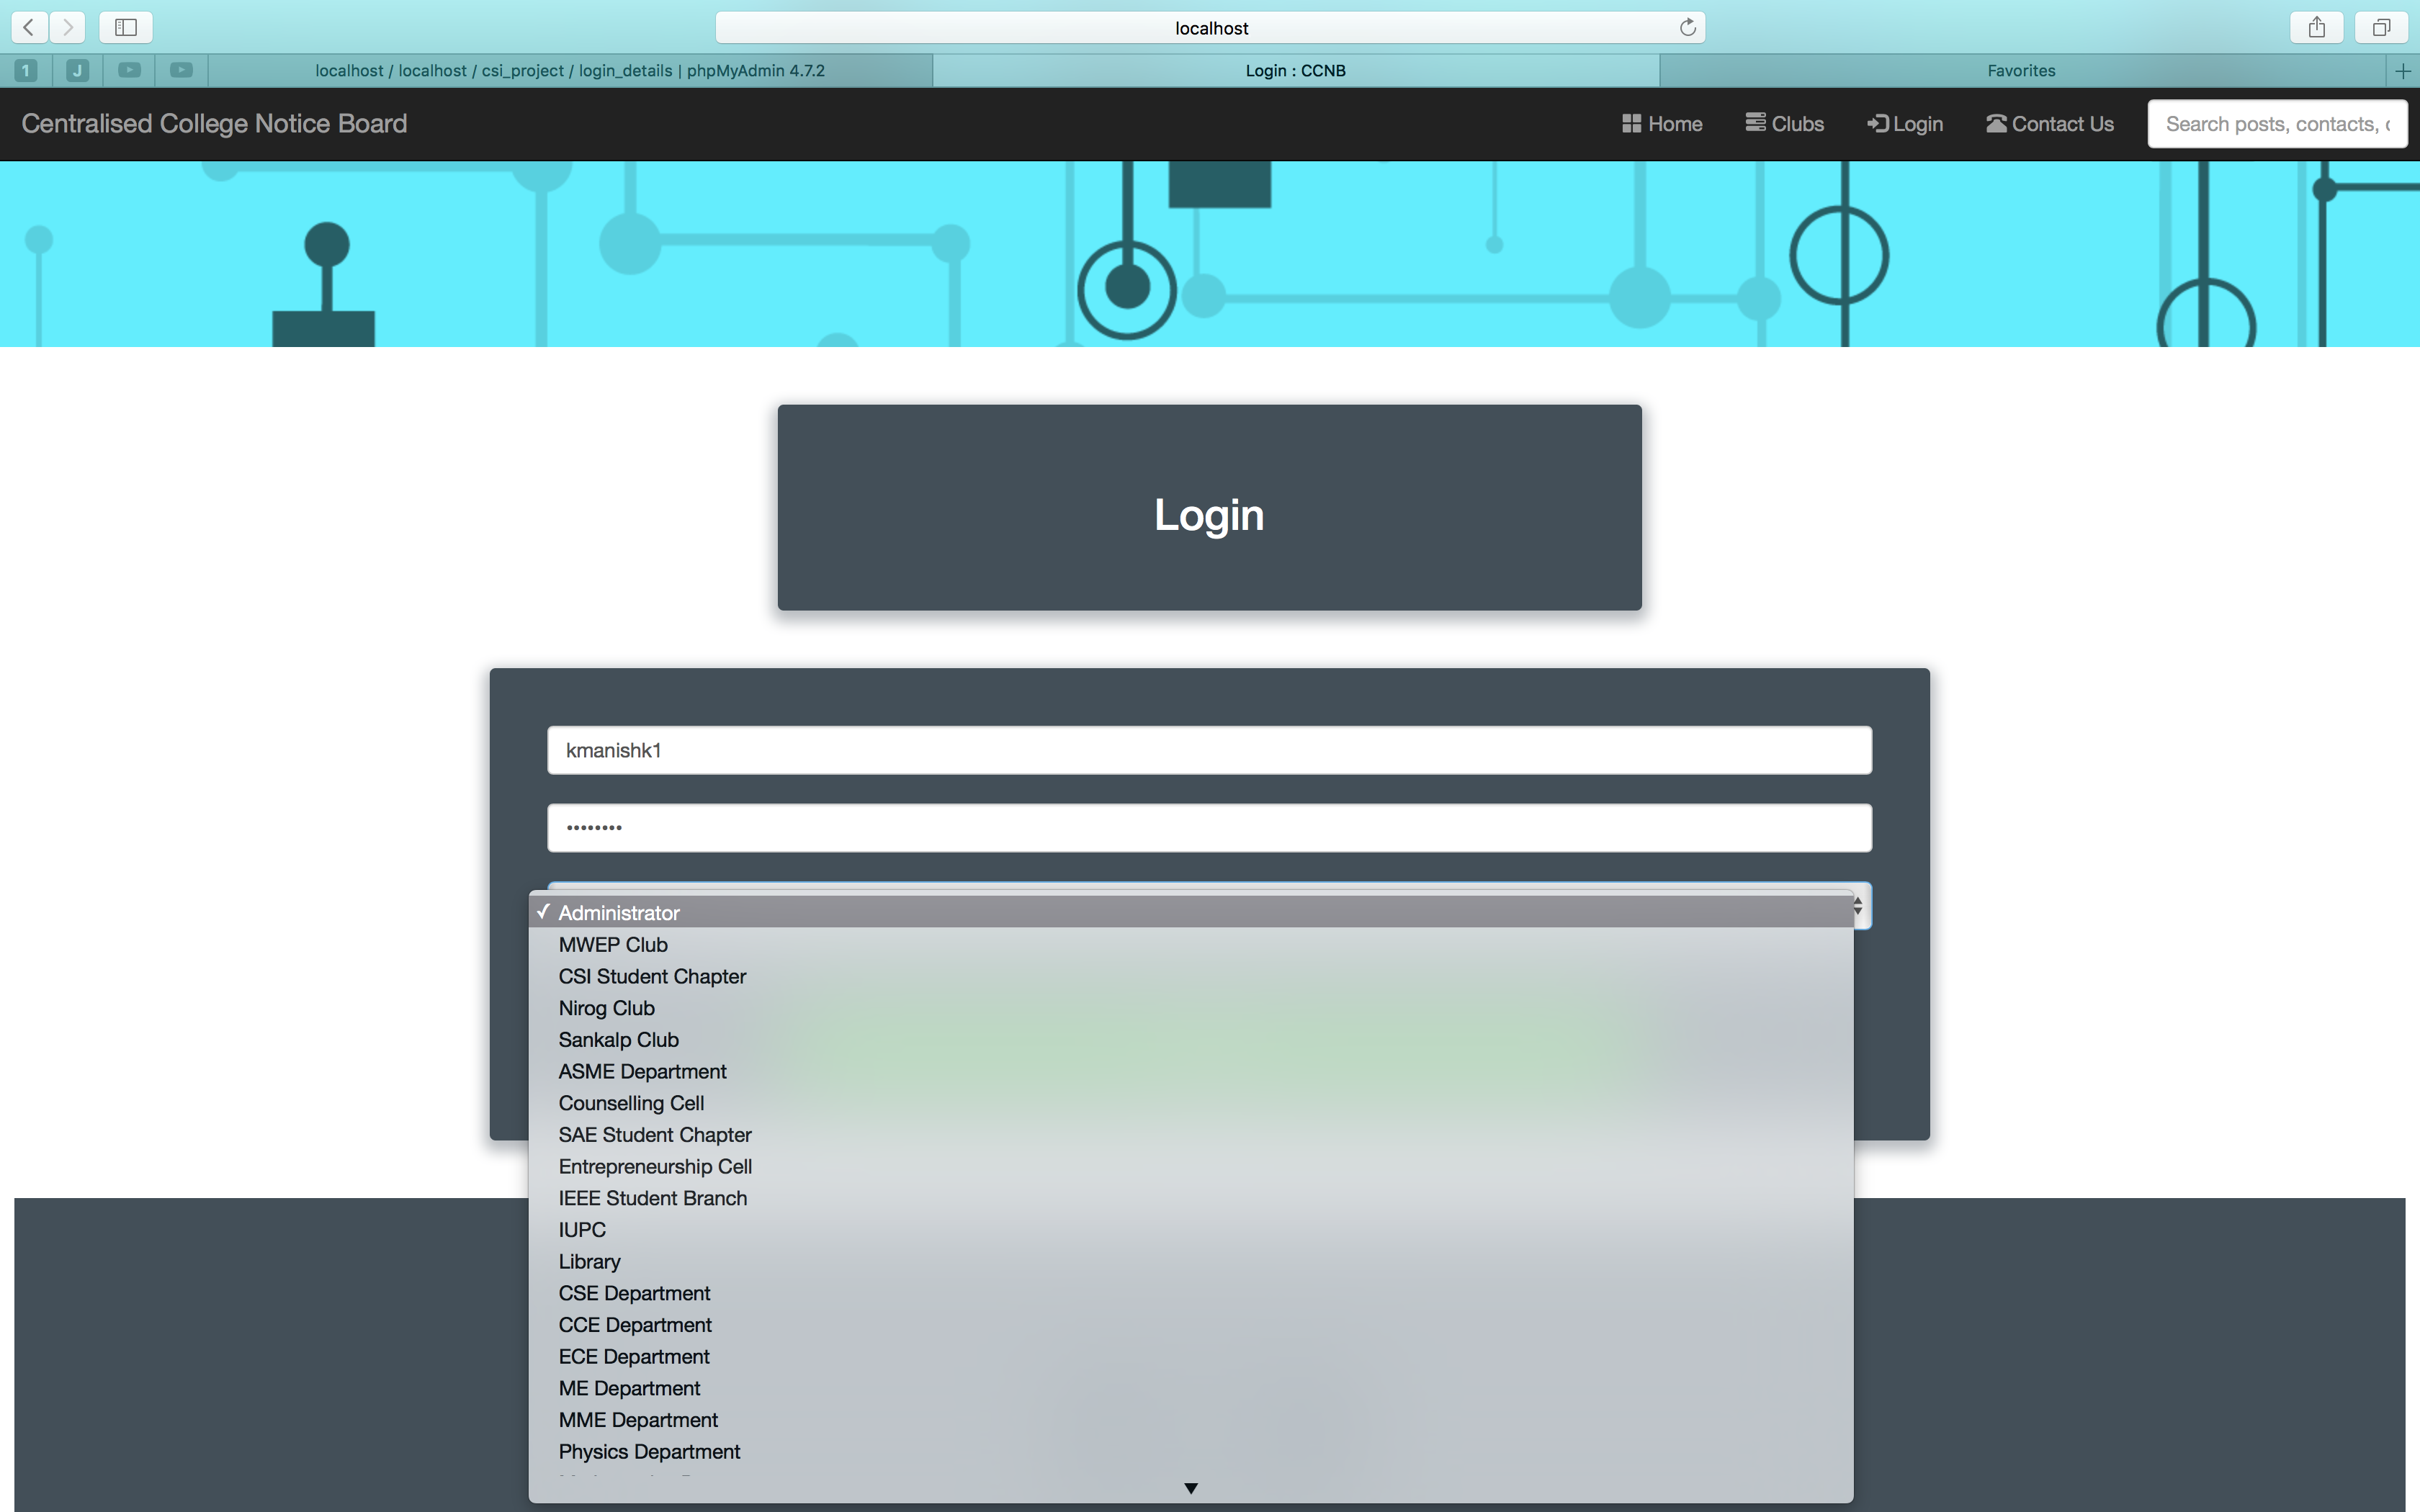 localhost
1
J
localhost / localhost / csi_project / login_details | phpMyAdmin 4.7.2
Login : CCNB
Favorites
Centralised College Notice Board
Home
Clubs
Login
Contact Us
Search posts, contacts,
Login
kmanishk1
••••••••
✓ Administrator
MWEP Club
CSI Student Chapter
Nirog Club
Sankalp Club
ASME Department
Counselling Cell
SAE Student Chapter
Entrepreneurship Cell
IEEE Student Branch
IUPC
Library
CSE Department
CCE Department
ECE Department
ME Department
MME Department
Physics Department